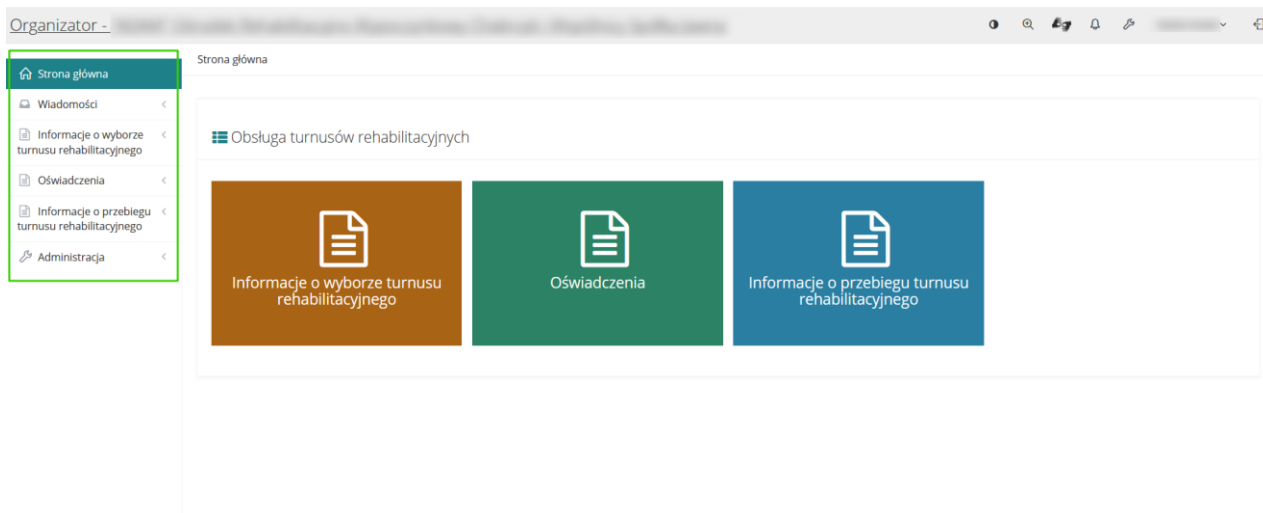 Organizator -
Strona główna
Strona główna
Wiadomości
Informacje o wyborze
turnusu rehabilitacyjnego
Oświadczenia
Informacje o przebiegu
turnusu rehabilitacyjnego
Administracja
Obsługa turnusów rehabilitacyjnych
Informacje o wyborze turnusu
rehabilitacyjnego
Oświadczenia
Informacje o przebiegu turnusu
rehabilitacyjnego